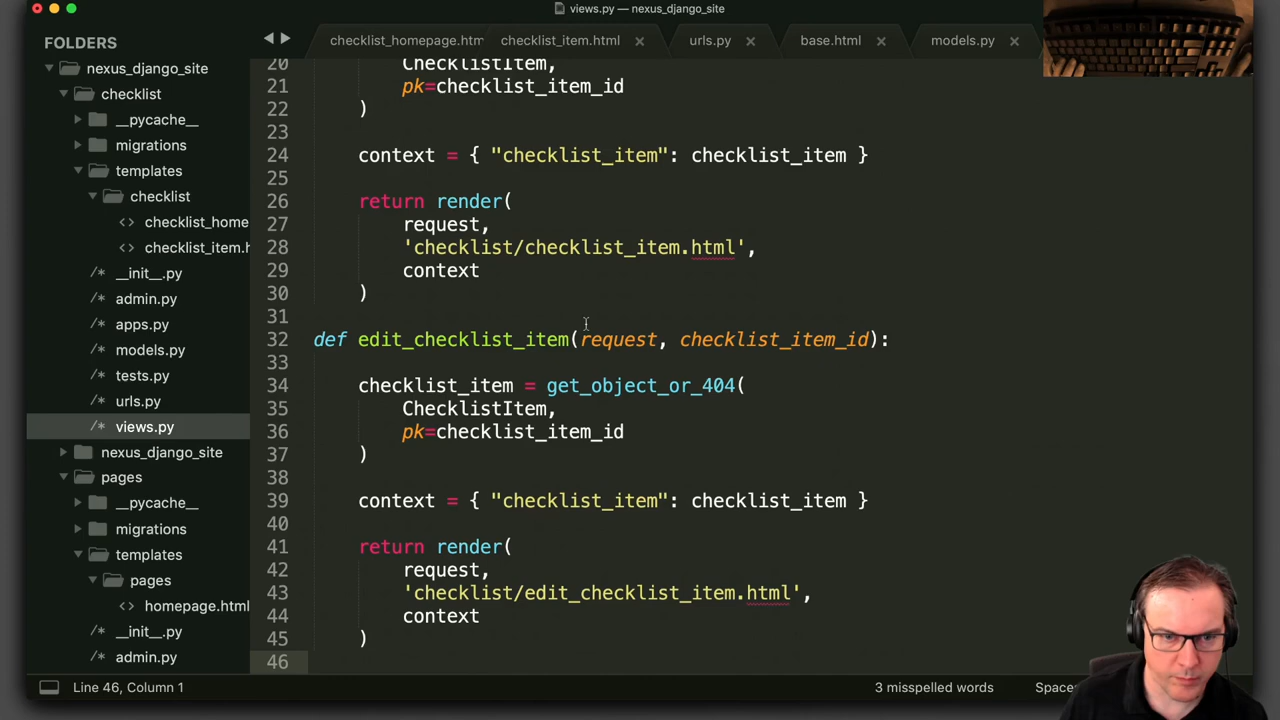 views.py — nexus_django_site
FOLDERS
nexus_django_site
checklist
__pycache__
migrations
templates
checklist
<> checklist_home
<> checklist_item.h
/* __init__.py
/* admin.py
/* apps.py
/* models.py
/* tests.py
/* urls.py
/* views.py
nexus_django_site
pages
__pycache__
migrations
templates
pages
<> homepage.html
/* __init__.py
/* admin.py
checklist_homepage.htm
checklist_item.html
urls.py
base.html
models.py
20 ChecklistItem,
21 pk=checklist_item_id
22 )
23
24 context = { "checklist_item": checklist_item }
25
26 return render(
27 request,
28 'checklist/checklist_item.html',
29 context
30 )
31
32 def edit_checklist_item(request, checklist_item_id):
33
34 checklist_item = get_object_or_404(
35 ChecklistItem,
36 pk=checklist_item_id
37 )
38
39 context = { "checklist_item": checklist_item }
40
41 return render(
42 request,
43 'checklist/edit_checklist_item.html',
44 context
45 )
46
Line 46, Column 1
3 misspelled words
Spaces